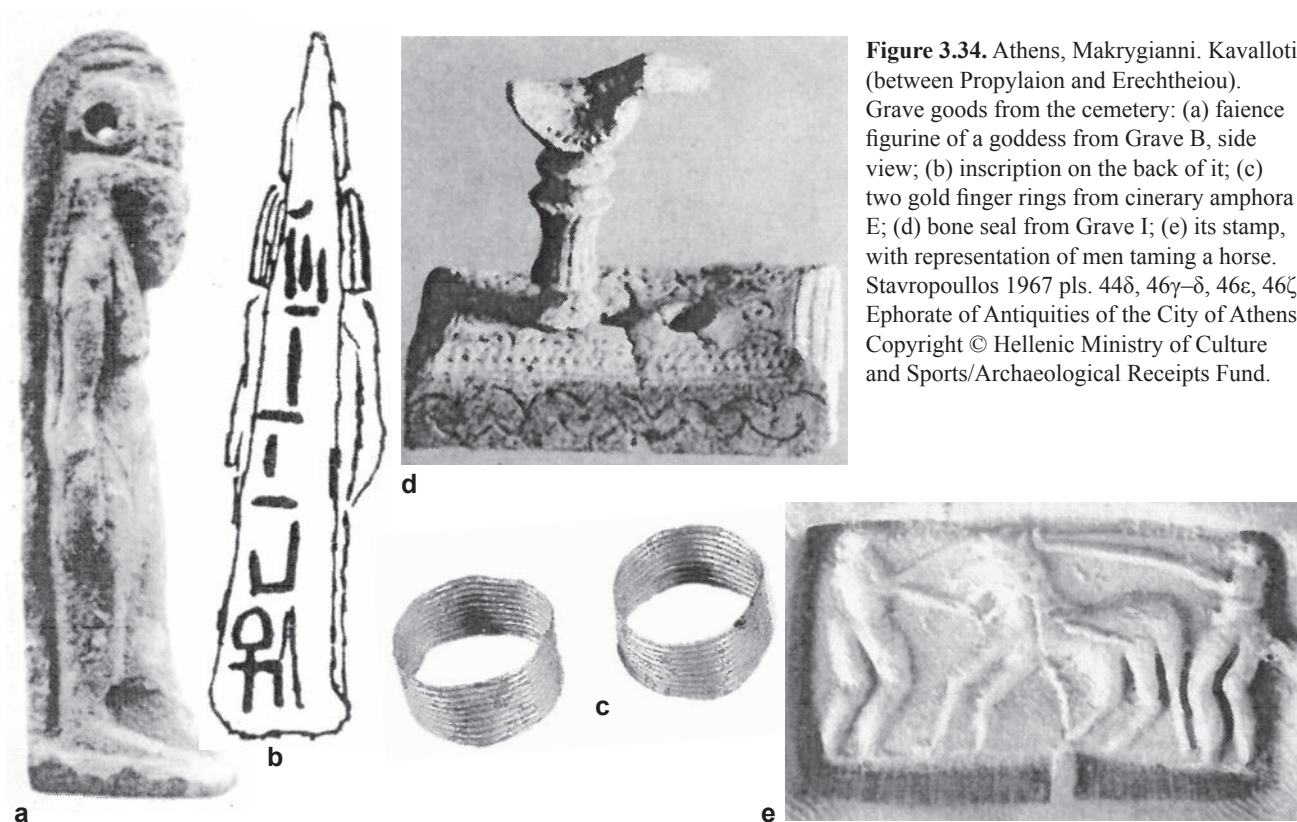 Figure 3.34. Athens, Makrygianni. Kavalloti
(between Propylaion and Erechtheiou).
Grave goods from the cemetery: (a) faience
figurine of a goddess from Grave B, side
view; (b) inscription on the back of it; (c)
two gold finger rings from cinerary amphora
E; (d) bone seal from Grave I; (e) its stamp,
with representation of men taming a horse.
Stavropoullos 1967 pls. 44δ, 46γ–δ, 46ε, 46ζ
Ephorate of Antiquities of the City of Athens
Copyright © Hellenic Ministry of Culture
and Sports/Archaeological Receipts Fund.
d
c
b
a
e